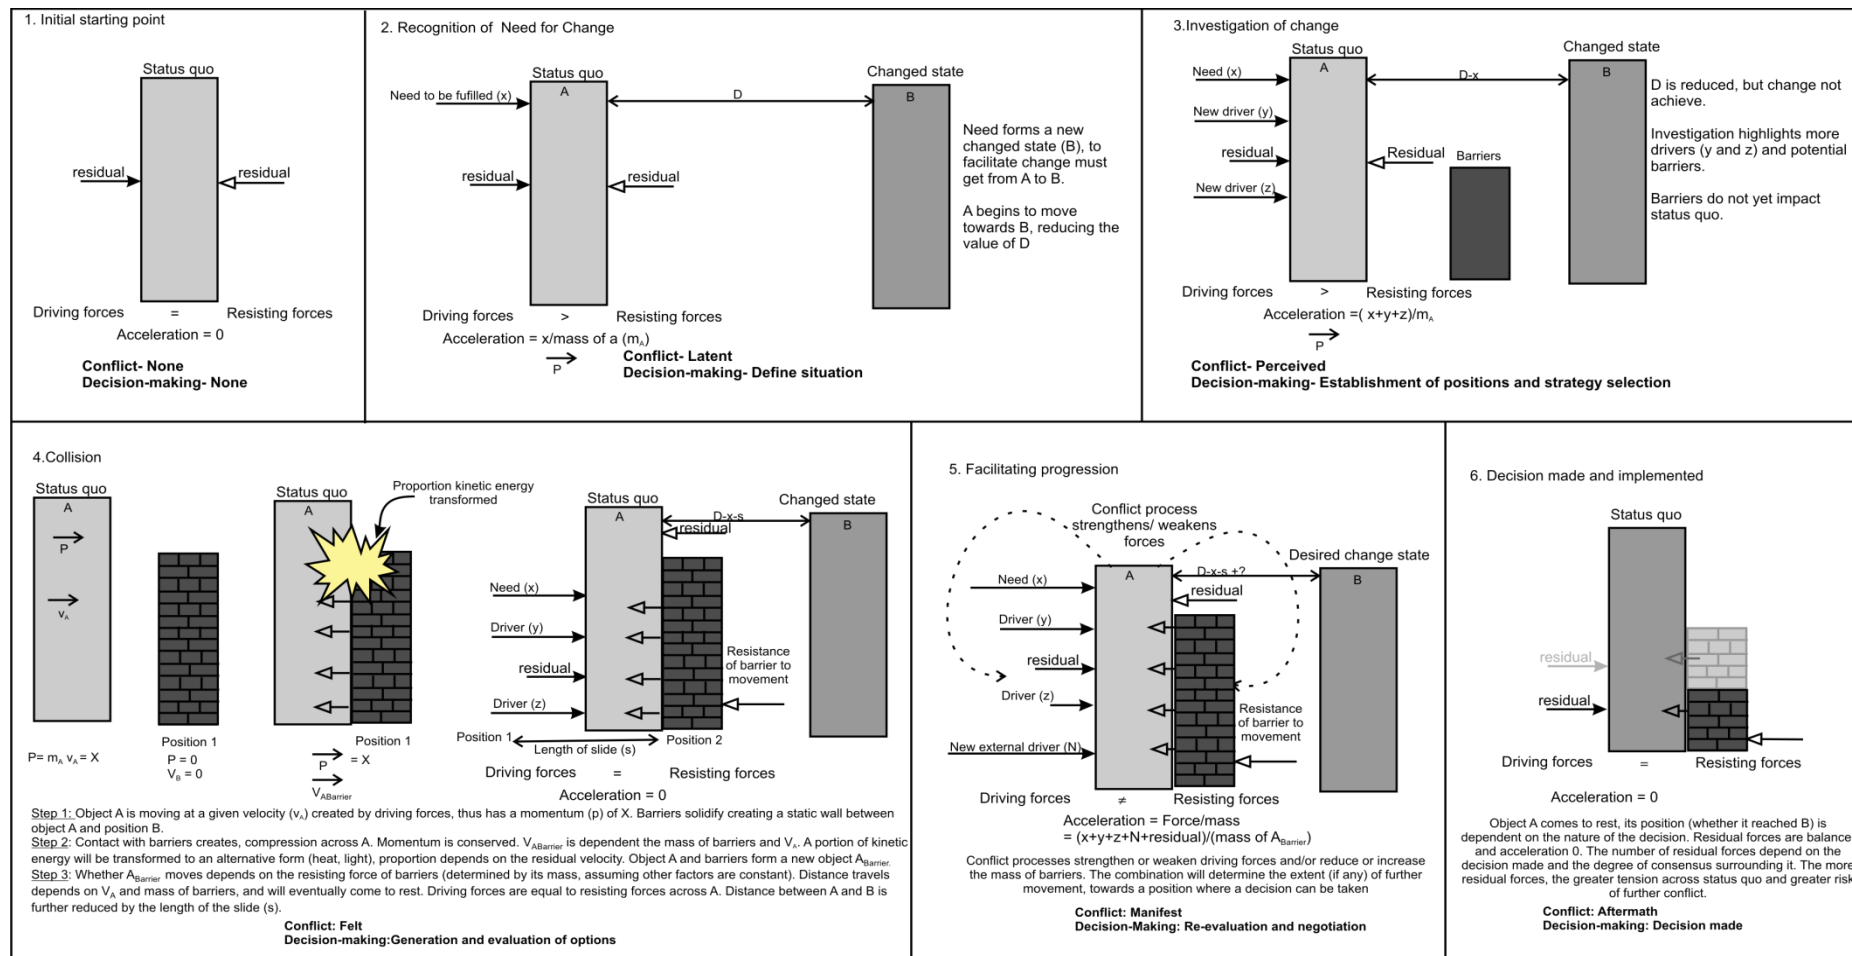 1. Initial starting point
Status quo
residual
residual
Driving forces
=
Resisting forces
Acceleration = 0
Conflict- None
Decision-making- None
2. Recognition of Need for Change
Status quo
Changed state
Need to be fufilled (x)
A
D
B
residual
residual
Need forms a new
changed state (B), to
facilitate change must
get from A to B.
A begins to move
towards B, reducing the
value of D
Driving forces
>
Resisting forces
Acceleration = x/mass of a (mA)
P
Conflict- Latent
Decision-making- Define situation
3.Investigation of change
Status quo
Changed state
Need (x)
A
D-x
B
New driver (y)
residual
Residual
Barriers
New driver (z)
D is reduced, but change not
achieve.
Investigation highlights more
drivers (y and z) and potential
barriers.
Barriers do not yet impact
status quo.
Driving forces
>
Resisting forces
Acceleration =( x+y+z)/mA
P
Conflict- Perceived
Decision-making- Establishment of positions and strategy selection
4.Collision
Status quo
A
P
vA
P= mA vA = X
Position 1
P = 0
VB = 0
Status quo
A
Proportion kinetic energy
transformed
Position 1
P = X
VABarrier
Status quo
A
D-x-s
residual
Changed state
B
Need (x)
Driver (y)
residual
Driver (z)
Resistance
of barrier to
movement
Position 1
Length of slide (s)
Position 2
Driving forces
=
Resisting forces
Acceleration = 0
Step 1: Object A is moving at a given velocity (vA) created by driving forces, thus has a momentum (p) of X. Barriers solidify creating a static wall between
object A and position B.
Step 2: Contact with barriers creates, compression across A. Momentum is conserved. VABarrier is dependent the mass of barriers and VA. A portion of kinetic
energy will be transformed to an alternative form (heat, light), proportion depends on the residual velocity. Object A and barriers form a new object ABarrier.
Step 3: Whether ABarrier moves depends on the resisting force of barriers (determined by its mass, assuming other factors are constant). Distance travels
depends on VA and mass of barriers, and will eventually come to rest. Driving forces are equal to resisting forces across A. Distance between A and B is
further reduced by the length of the slide (s).
Conflict: Felt
Decision-making:Generation and evaluation of options
5. Facilitating progression
Conflict process
strengthens/ weakens
forces
Desired change state
A
D-x-s +?
B
Need (x)
residual
Driver (y)
residual
Driver (z)
Resistance
of barrier to
movement
New external driver (N)
Driving forces
≠
Resisting forces
Acceleration = Force/mass
= (x+y+z+N+residual)/(mass of ABarrier)
Conflict processes strengthen or weaken driving forces and/or reduce or increase
the mass of barriers. The combination will determine the extent (if any) of further
movement, towards a position where a decision can be taken
Conflict: Manifest
Decision-Making: Re-evaluation and negotiation
6. Decision made and implemented
Status quo
residual
residual
Driving forces
=
Resisting forces
Acceleration = 0
Object A comes to rest, its position (whether it reached B) is
dependent on the nature of the decision. Residual forces are balance
and acceleration 0. The number of residual forces depend on the
decision made and the degree of consensus surrounding it. The more
residual forces, the greater tension across status quo and greater risk
of further conflict.
Conflict: Aftermath
Decision-making: Decision made